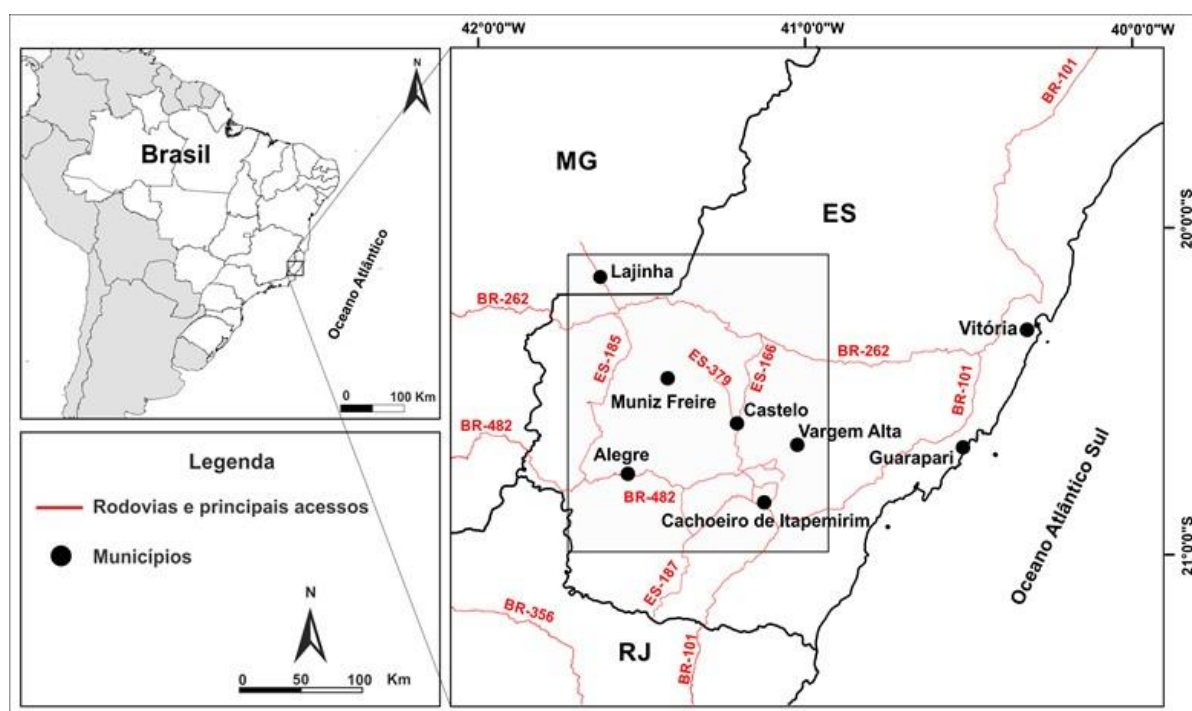 42°0'0"W
41°0'0"W
40°0'0"W
N
Brasil
Oceano Atlântico
0 100 Km
Legenda
Rodovias e principais acessos
Municípios
N
0 50 100 Km
BR-101
MG
ES
20°0'0"S
Lajinha
BR-262
Vitória
ES-185
ES-379
ES-166
BR-262
BR-101
Muniz Freire
Castelo
Vargem Alta
BR-482
Alegre
Guarapari
BR-482
Cachoeiro de Itapemirim
21°0'0"S
Oceano Atlântico Sul
ES-187
BR-356
RJ
BR-101